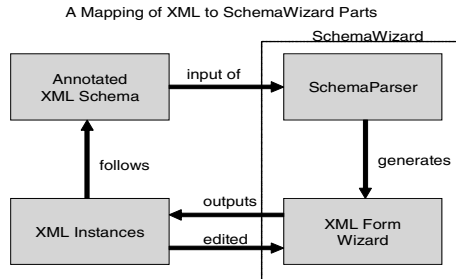 A Mapping of XML to SchemaWizard Parts
SchemaWizard
Annotated
XML Schema
input of
SchemaParser
follows
generates
XML Instances
outputs
edited
XML Form
Wizard